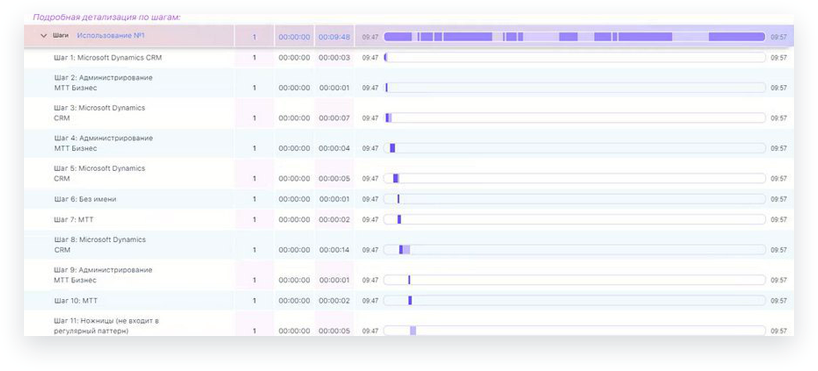 Подробная детализация по шагам:
Шаги Использование №1 1 00:00:00 00:09:48 09:47 09:57
Шаг 1: Microsoft Dynamics CRM 1 00:00:00 00:00:03 09:47 09:57
Шаг 2: Администрирование
МТТ Бизнес 1 00:00:00 00:00:01 09:47 09:57
Шаг 3: Microsoft Dynamics
CRM 1 00:00:00 00:00:07 09:47 09:57
Шаг 4: Администрирование
МТТ Бизнес 1 00:00:00 00:00:04 09:47 09:57
Шаг 5: Microsoft Dynamics
CRM 1 00:00:00 00:00:05 09:47 09:57
Шаг 6: Без имени 1 00:00:00 00:00:01 09:47 09:57
Шаг 7: МТТ 1 00:00:00 00:00:02 09:47 09:57
Шаг 8: Microsoft Dynamics
CRM 1 00:00:00 00:00:14 09:47 09:57
Шаг 9: Администрирование
МТТ Бизнес 1 00:00:00 00:00:01 09:47 09:57
Шаг 10: МТТ 1 00:00:00 00:00:02 09:47 09:57
Шаг 11: Ножницы (не входит в
регулярный паттерн) 1 00:00:00 00:00:05 09:47 09:57